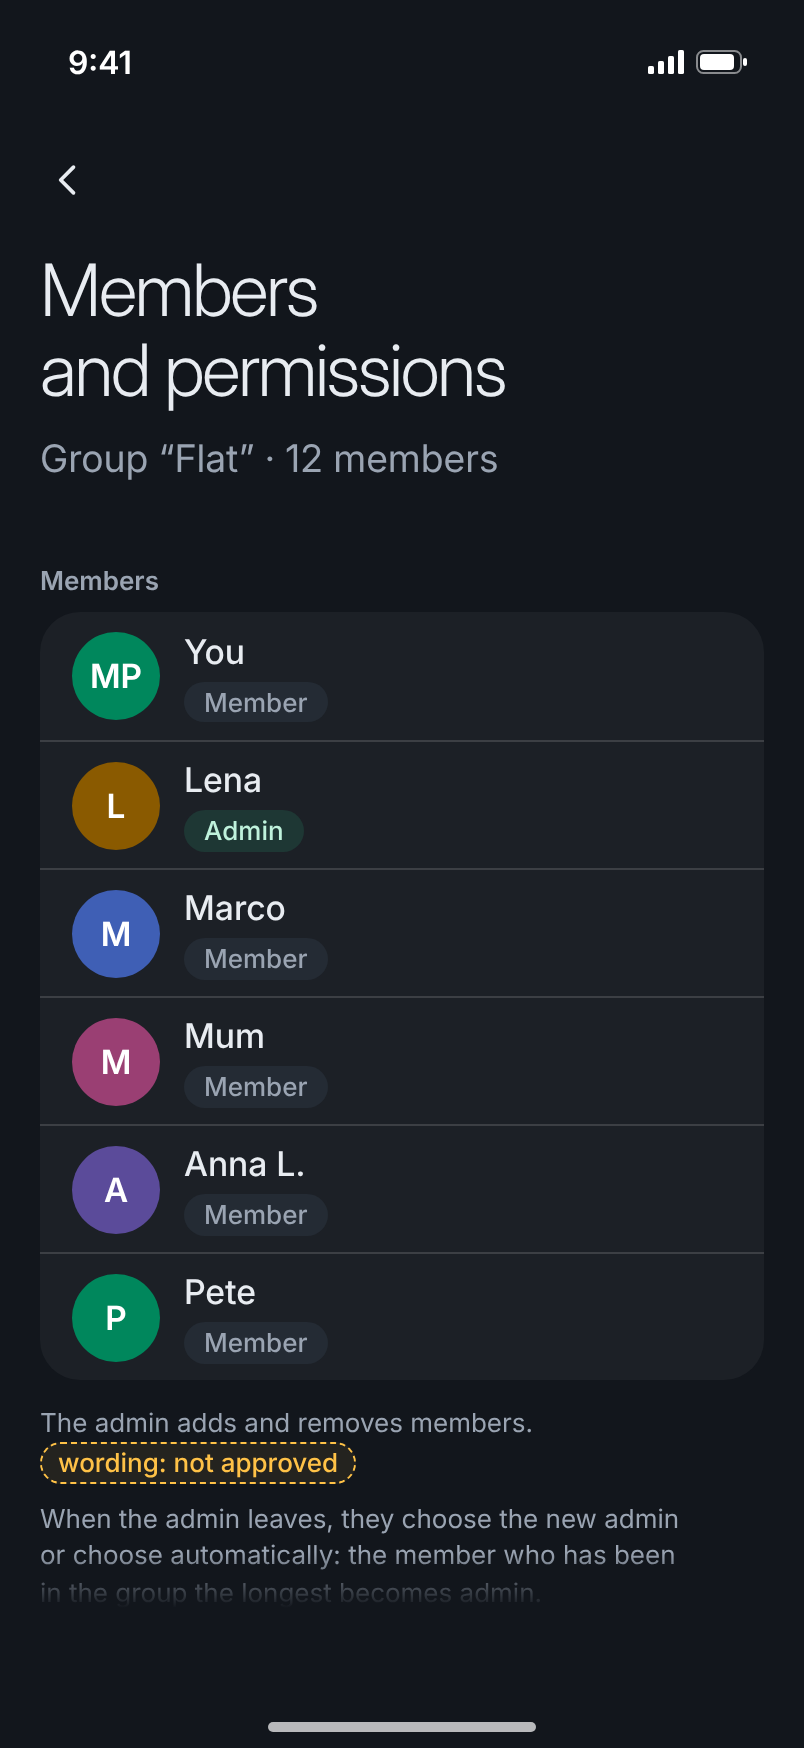 9:41
Members
and permissions
Group “Flat” · 12 members
Members
MP
You
Member
L
Lena
Admin
M
Marco
Member
M
Mum
Member
A
Anna L.
Member
P
Pete
Member
The admin adds and removes members.
wording: not approved
When the admin leaves, they choose the new admin
or choose automatically: the member who has been
in the group the longest becomes admin.